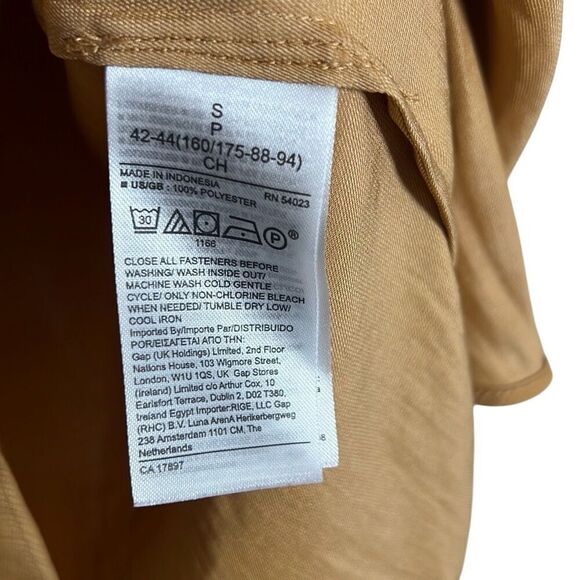 S
P
42-44(160/175-88-94)
CH
MADE IN INDONESIA RN 54023
US/GB : 100% POLYESTER
30
1166
CLOSE ALL FASTENERS BEFORE
WASHING/ WASH INSIDE OUT/
MACHINE WASH COLD GENTLE
CYCLE/ ONLY NON-CHLORINE BLEACH
WHEN NEEDED/ TUMBLE DRY LOW/
COOL IRON
Imported By/Importe Par/DISTRIBUIDO
POR/ΕΙΣΑΓΕΤΑΙ ΑΠΟ ΤΗΝ:
Gap (UK Holdings) Limited, 2nd Floor
Nations House, 103 Wigmore Street,
London, W1U 1QS, UK Gap Stores
(Ireland) Limited c/o Arthur Cox, 10
Earlsfort Terrace, Dublin 2, D02 T380,
Ireland Egypt Importer:RIGE, LLC Gap
(RHC) B.V. Luna ArenA Herikerbergweg
238 Amsterdam 1101 CM, The
Netherlands
CA 17897